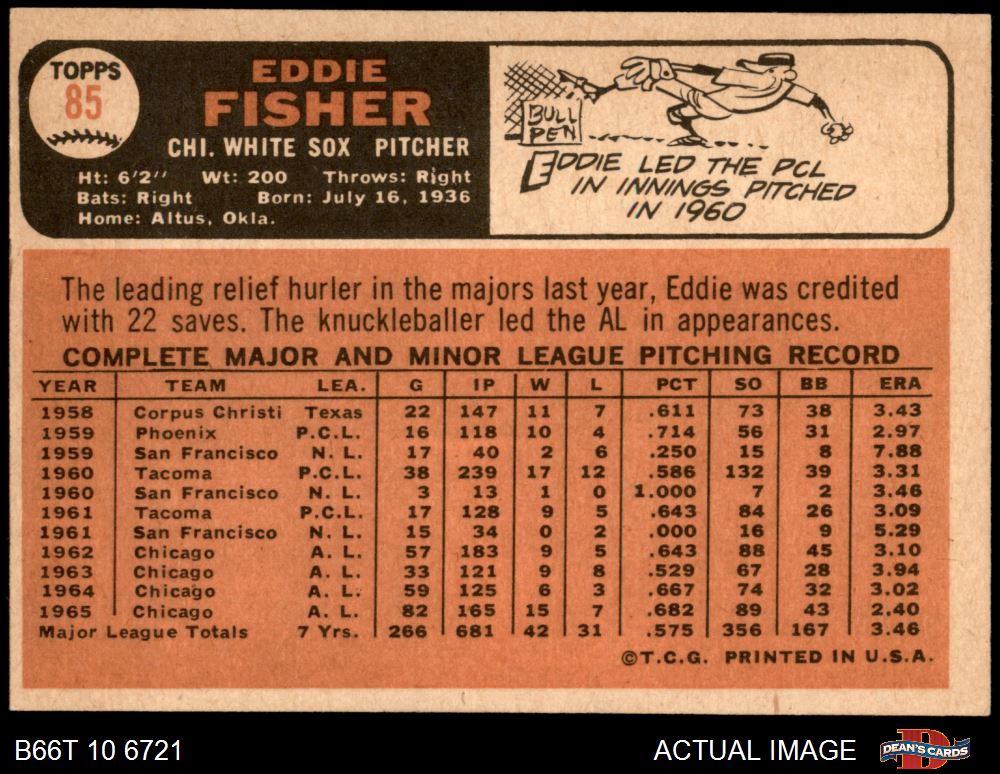 TOPPS
85
EDDIE
FISHER
CHI. WHITE SOX PITCHER
Ht: 6'2" Wt: 200 Throws: Right
Bats: Right Born: July 16, 1936
Home: Altus, Okla.
BULL
PEN
EDDIE LED THE PCL
IN INNINGS PITCHED
IN 1960
The leading relief hurler in the majors last year, Eddie was credited
with 22 saves. The knuckleballer led the AL in appearances.
COMPLETE MAJOR AND MINOR LEAGUE PITCHING RECORD
YEAR TEAM LEA. G IP W L PCT SO BB ERA
1958 Corpus Christi Texas 22 147 11 7 .611 73 38 3.43
1959 Phoenix P.C.L. 16 118 10 4 .714 56 31 2.97
1959 San Francisco N. L. 17 40 2 6 .250 15 8 7.88
1960 Tacoma P.C.L. 38 239 17 12 .586 132 39 3.31
1960 San Francisco N. L. 3 13 1 0 1.000 7 2 3.46
1961 Tacoma P.C.L. 17 128 9 5 .643 84 26 3.09
1961 San Francisco N. L. 15 34 0 2 .000 16 9 5.29
1962 Chicago A. L. 57 183 9 5 .643 88 45 3.10
1963 Chicago A. L. 33 121 9 8 .529 67 28 3.94
1964 Chicago A. L. 59 125 6 3 .667 74 32 3.02
1965 Chicago A. L. 82 165 15 7 .682 89 43 2.40
Major League Totals 7 Yrs. 266 681 42 31 .575 356 167 3.46
©T.C.G. PRINTED IN U.S.A.
B66T 10 6721
ACTUAL IMAGE
D
DEAN'S CARDS